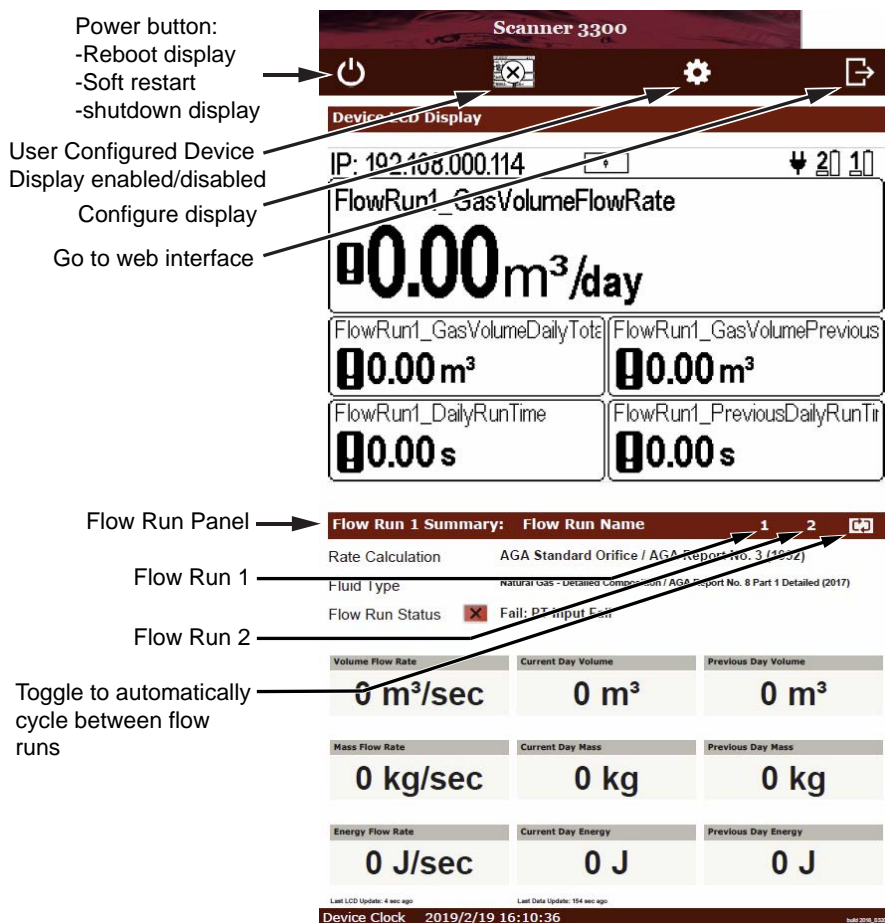 Power button:
-Reboot display
-Soft restart
-shutdown display
User Configured Device
Display enabled/disabled
Configure display
Go to web interface
Scanner 3300
Device LCD Display
IP: 192.168.000.114
2 1
FlowRun1_GasVolumeFlowRate
0.00 m³/day
FlowRun1_GasVolumeDailyTota
FlowRun1_GasVolumePrevious
0.00 m³
0.00 m³
FlowRun1_DailyRunTime
FlowRun1_PreviousDailyRunTir
0.00 s
0.00 s
Flow Run Panel
Flow Run 1
Flow Run 2
Toggle to automatically
cycle between flow
runs
Flow Run 1 Summary: Flow Run Name 1 2
Rate Calculation AGA Standard Orifice / AGA Report No. 3 (1992)
Fluid Type Natural Gas - Detailed Composition / AGA Report No. 8 Part 1 Detailed (2017)
Flow Run Status Fail: PT Input Fail
Volume Flow Rate Current Day Volume Previous Day Volume
0 m³/sec 0 m³ 0 m³
Mass Flow Rate Current Day Mass Previous Day Mass
0 kg/sec 0 kg 0 kg
Energy Flow Rate Current Day Energy Previous Day Energy
0 J/sec 0 J 0 J
Last LCD Update: 4 sec ago Last Data Update: 154 sec ago
Device Clock 2019/2/19 16:10:36